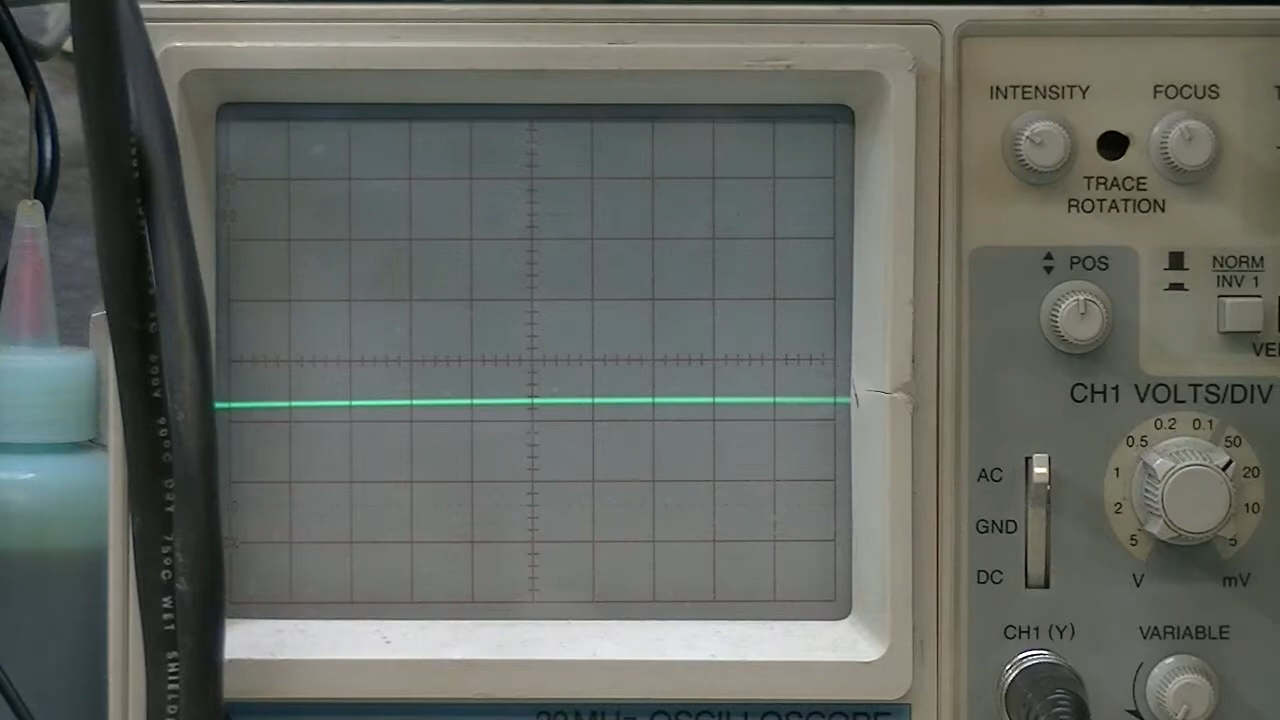 INTENSITY
FOCUS
TRACE
ROTATION
POS
NORM
INV 1
CH1 VOLTS/DIV
0.5 0.2 0.1 50
1 20
2 10
5 5
V mV
AC
GND
DC
CH1 (Y)
VARIABLE
OSCILLOSCOPE